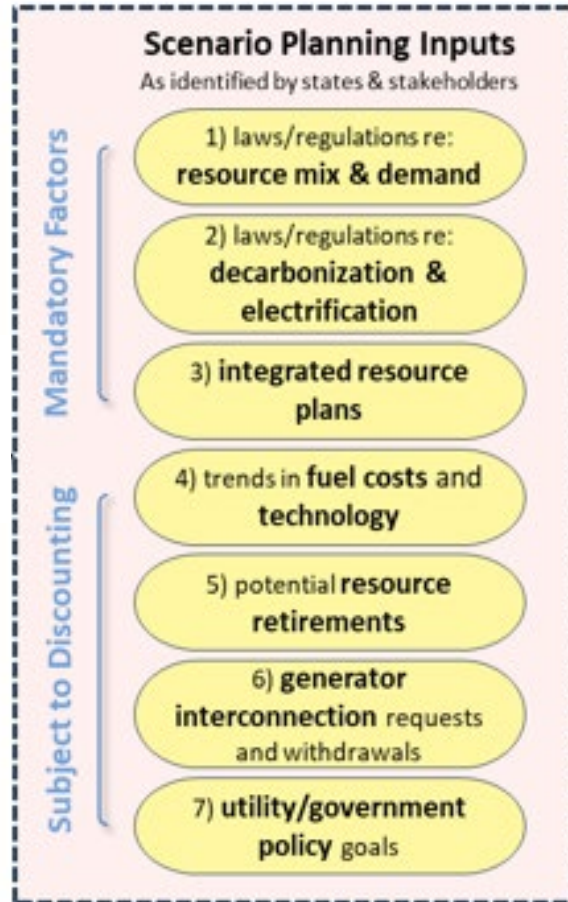 Scenario Planning Inputs
As identified by states & stakeholders
Mandatory Factors
1) laws/regulations re:
resource mix & demand
2) laws/regulations re:
decarbonization &
electrification
3) integrated resource
plans
Subject to Discounting
4) trends in fuel costs and
technology
5) potential resource
retirements
6) generator
interconnection requests
and withdrawals
7) utility/government
policy goals